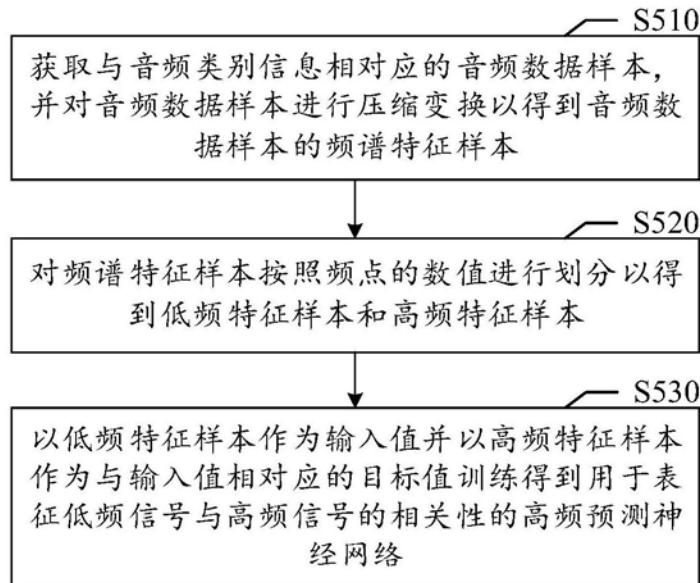 S510
获取与音频类别信息相对应的音频数据样本，
并对音频数据样本进行压缩变换以得到音频数
据样本的频谱特征样本
S520
对频谱特征样本按照频点的数值进行划分以得
到低频特征样本和高频特征样本
S530
以低频特征样本作为输入值并以高频特征样本
作为与输入值相对应的目标值训练得到用于表
征低频信号与高频信号的相关性的高频预测神
经网络